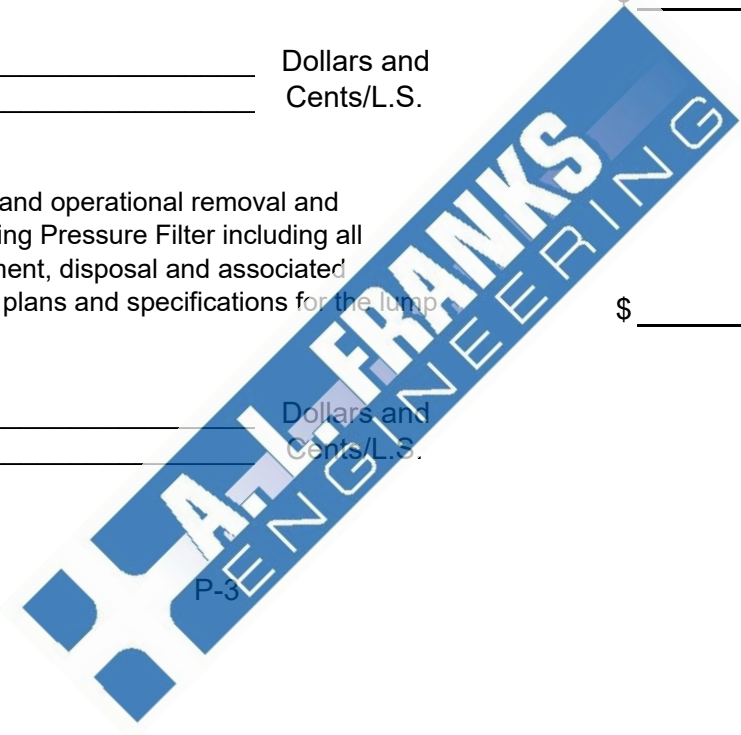 Dollars and
Cents/L.S.
and operational removal and
ing Pressure Filter including all
ment, disposal and associated
plans and specifications for the lump
$
Dollars and
Cents/L.S.
P-3
A. L. FRANKS
ENGINEERING